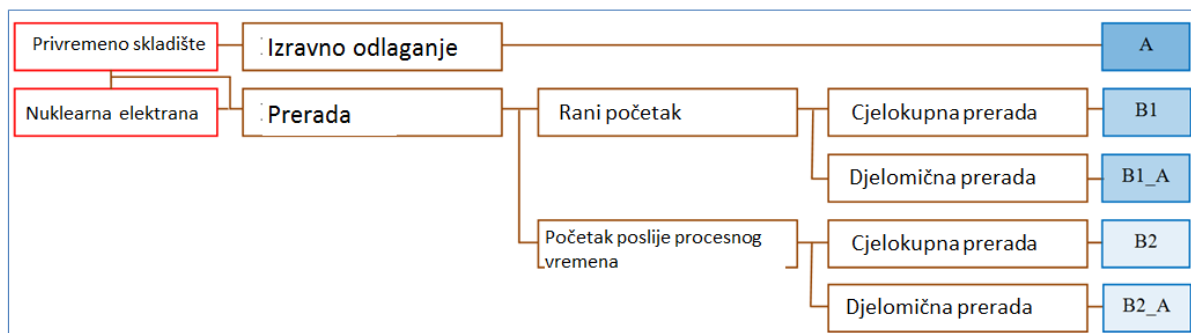 Privremeno skladište
Izravno odlaganje
A
Nuklearna elektrana
Prerada
Rani početak
Cjelokupna prerada
B1
Djelomična prerada
B1_A
Početak poslije procesnog
vremena
Cjelokupna prerada
B2
Djelomična prerada
B2_A